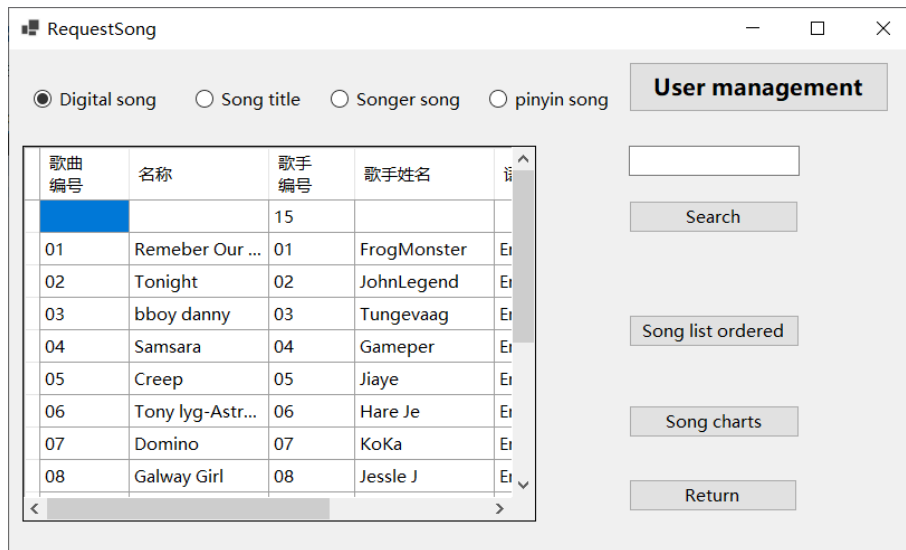 RequestSong
Digital song Song title Songer song pinyin song User management
歌曲编号 名称 歌手编号 歌手姓名
15
01 Remeber Our ... 01 FrogMonster
02 Tonight 02 JohnLegend
03 bboy danny 03 Tungevaag
04 Samsara 04 Gameper
05 Creep 05 Jiaye
06 Tony lyg-Astr... 06 Hare Je
07 Domino 07 KoKa
08 Galway Girl 08 Jessle J
Search
Song list ordered
Song charts
Return